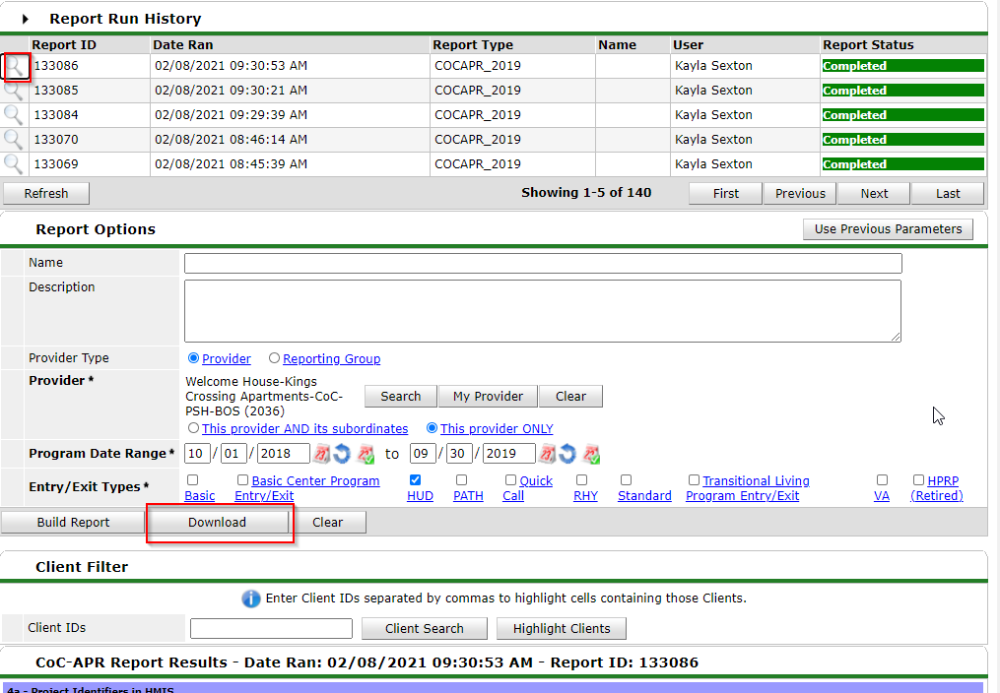 Report Run History
Report ID Date Ran Report Type Name User Report Status
133086 02/08/2021 09:30:53 AM COCAPR_2019 Kayla Sexton Completed
133085 02/08/2021 09:30:21 AM COCAPR_2019 Kayla Sexton Completed
133084 02/08/2021 09:29:39 AM COCAPR_2019 Kayla Sexton Completed
133070 02/08/2021 08:46:14 AM COCAPR_2019 Kayla Sexton Completed
133069 02/08/2021 08:45:39 AM COCAPR_2019 Kayla Sexton Completed
Refresh Showing 1-5 of 140 First Previous Next Last
Report Options Use Previous Parameters
Name
Description
Provider Type Provider Reporting Group
Provider *
Welcome House-Kings
Crossing Apartments-CoC-
PSH-BOS (2036)
Search My Provider Clear
This provider AND its subordinates This provider ONLY
Program Date Range * 10 / 01 / 2018 to 09 / 30 / 2019
Entry/Exit Types *
Basic
Basic Center Program
Entry/Exit
HUD
PATH
Quick
Call
RHY
Standard
Transitional Living
Program Entry/Exit
VA
HPRP
(Retired)
Build Report Download Clear
Client Filter
i Enter Client IDs separated by commas to highlight cells containing those Clients.
Client IDs Client Search Highlight Clients
CoC-APR Report Results - Date Ran: 02/08/2021 09:30:53 AM - Report ID: 133086
4a - Project Identifiers in HMIS